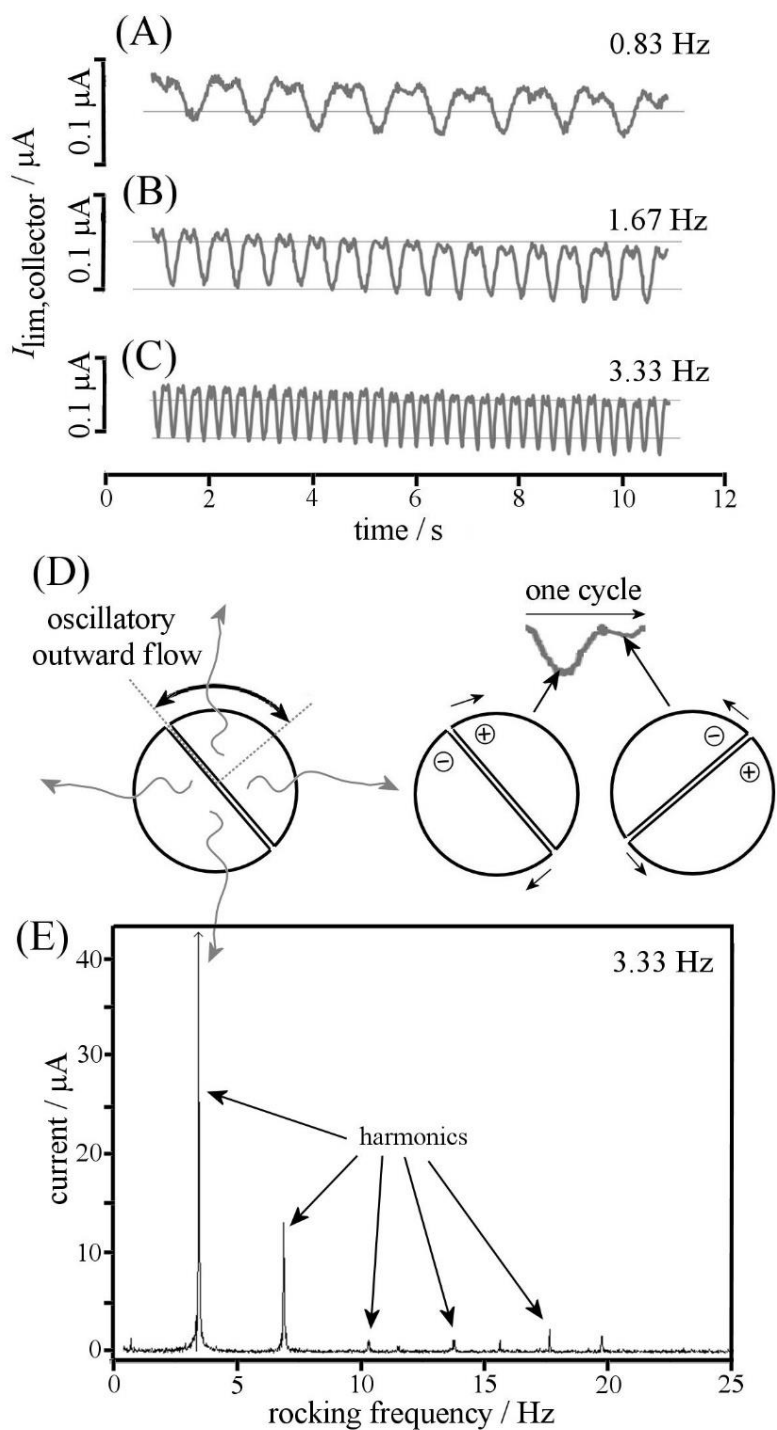 (A)
0.83 Hz
0.1 μA
(B)
1.67 Hz
0.1 μA
(C)
3.33 Hz
0.1 μA
I lim,collector / μA
0 2 4 6 8 10 12
time / s
(D)
oscillatory
outward flow
one cycle
+
−
−
+
(E)
3.33 Hz
40
30
20
10
0
current / μA
harmonics
0 5 10 15 20 25
rocking frequency / Hz